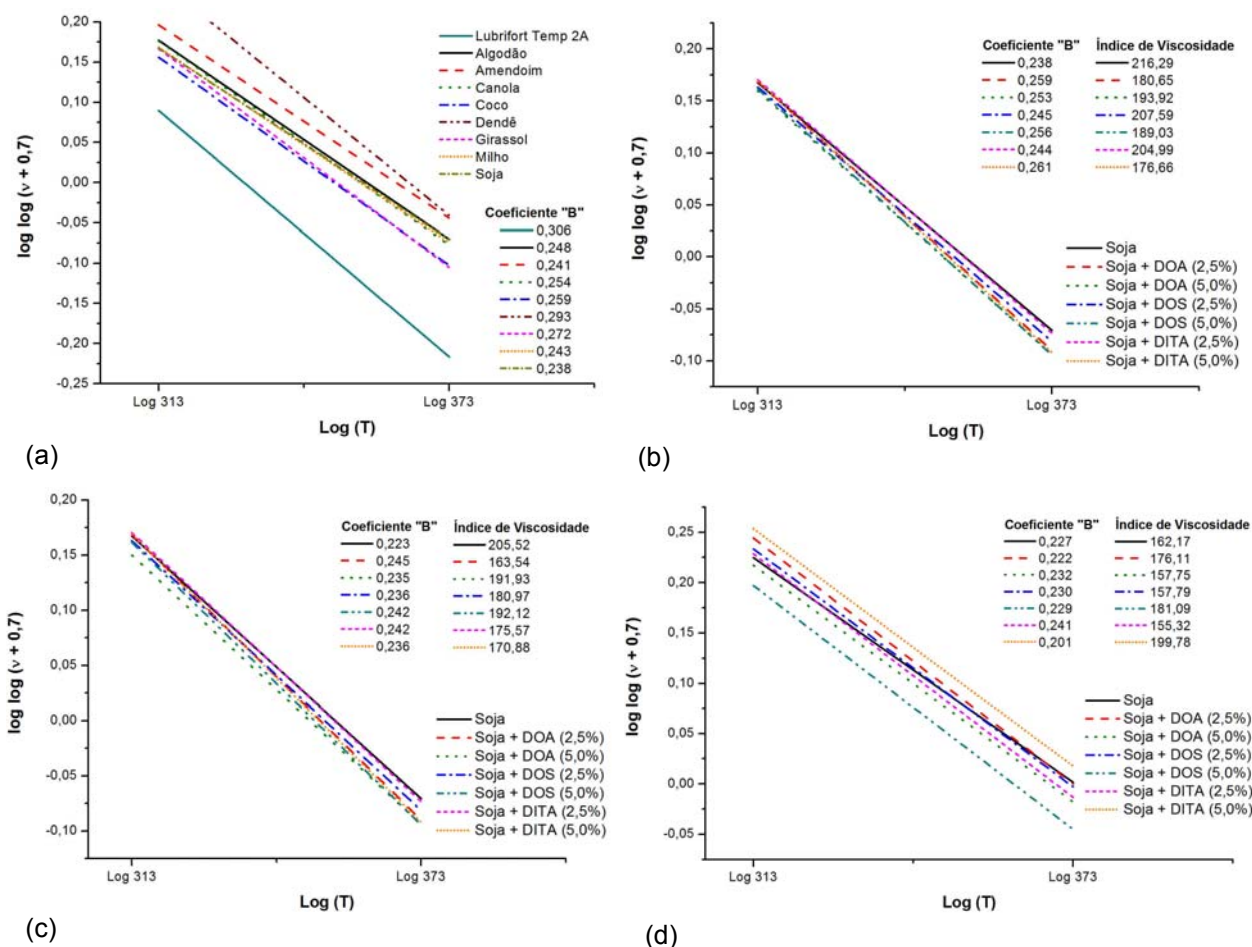 0,20
0,15
0,10
0,05
0,00
-0,05
-0,10
-0,15
-0,20
-0,25
log log (ν + 0,7)
Lubrifort Temp 2A
Algodão
Amendoim
Canola
Coco
Dendê
Girassol
Milho
Soja
Coeficiente "B"
0,306
0,248
0,241
0,254
0,259
0,293
0,272
0,243
0,238
Log 313
Log 373
Log (T)
(a)
0,20
0,15
0,10
0,05
0,00
-0,05
-0,10
log log (ν + 0,7)
Coeficiente "B" Índice de Viscosidade
0,238 216,29
0,259 180,65
0,253 193,92
0,245 207,59
0,256 189,03
0,244 204,99
0,261 176,66
Soja
Soja + DOA (2,5%)
Soja + DOA (5,0%)
Soja + DOS (2,5%)
Soja + DOS (5,0%)
Soja + DITA (2,5%)
Soja + DITA (5,0%)
Log 313
Log 373
Log (T)
(b)
0,20
0,15
0,10
0,05
0,00
-0,05
-0,10
log log (ν + 0,7)
Coeficiente "B" Índice de Viscosidade
0,223 205,52
0,245 163,54
0,235 191,93
0,236 180,97
0,242 192,12
0,242 175,57
0,236 170,88
Soja
Soja + DOA (2,5%)
Soja + DOA (5,0%)
Soja + DOS (2,5%)
Soja + DOS (5,0%)
Soja + DITA (2,5%)
Soja + DITA (5,0%)
Log 313
Log 373
Log (T)
(c)
0,25
0,20
0,15
0,10
0,05
0,00
-0,05
log log (ν + 0,7)
Coeficiente "B" Índice de Viscosidade
0,227 162,17
0,222 176,11
0,232 157,75
0,230 157,79
0,229 181,09
0,241 155,32
0,201 199,78
Soja
Soja + DOA (2,5%)
Soja + DOA (5,0%)
Soja + DOS (2,5%)
Soja + DOS (5,0%)
Soja + DITA (2,5%)
Soja + DITA (5,0%)
Log 313
Log 373
Log (T)
(d)